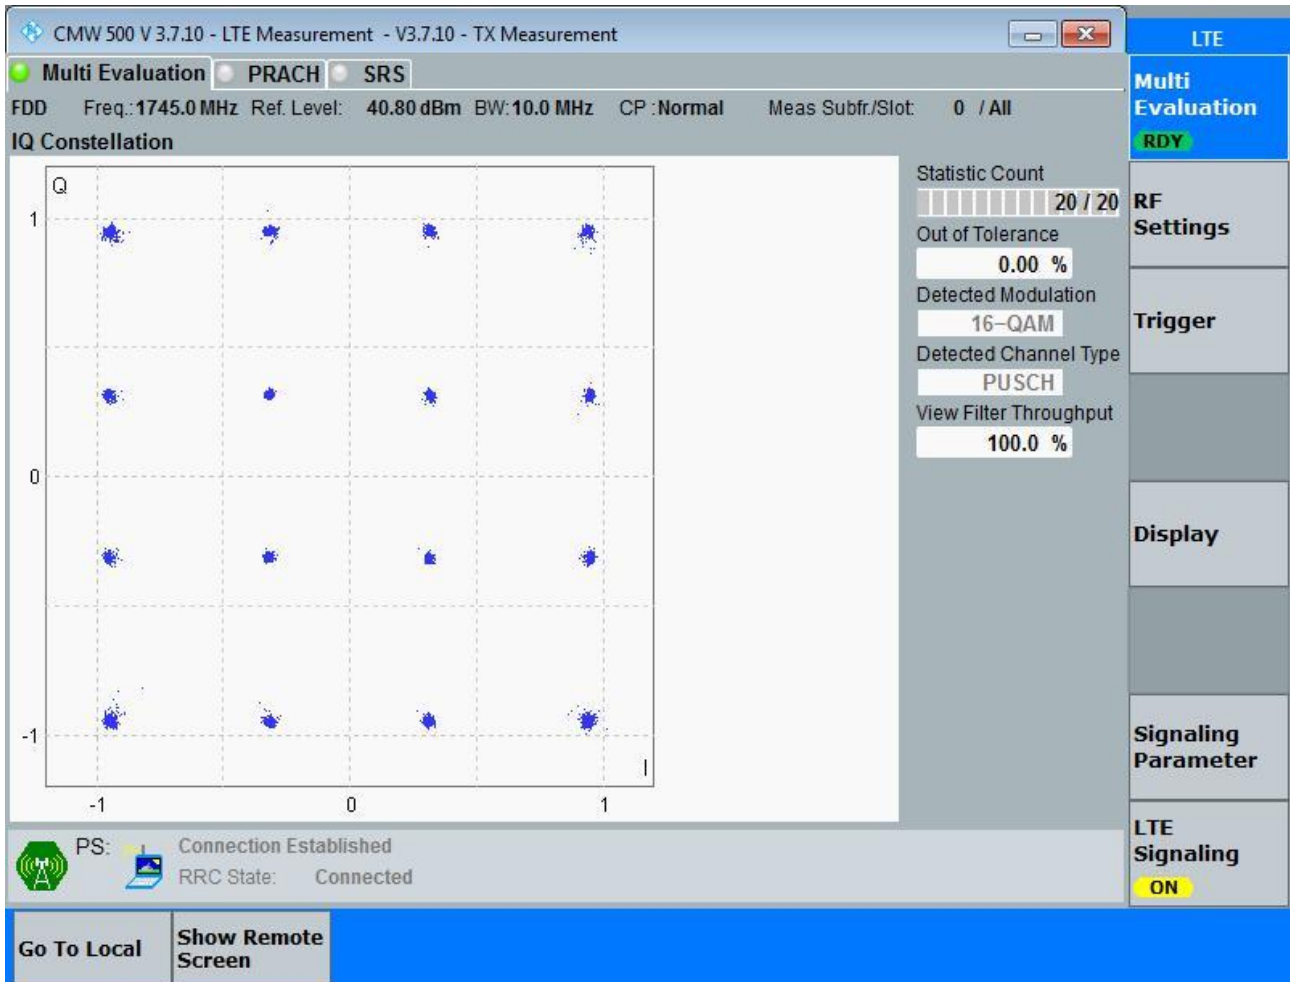 CMW 500 V 3.7.10 - LTE Measurement - V3.7.10 - TX Measurement
LTE
Multi Evaluation PRACH SRS
FDD Freq.:1745.0 MHz Ref. Level: 40.80 dBm BW:10.0 MHz CP :Normal Meas Subfr./Slot: 0 / All
IQ Constellation
Q
1
0
-1
I
-1 0 1
Statistic Count
20 / 20
Out of Tolerance
0.00 %
Detected Modulation
16-QAM
Detected Channel Type
PUSCH
View Filter Throughput
100.0 %
Multi
Evaluation
RDY
RF
Settings
Trigger
Display
Signaling
Parameter
LTE
Signaling
ON
PS: Connection Established
RRC State: Connected
Go To Local
Show Remote
Screen